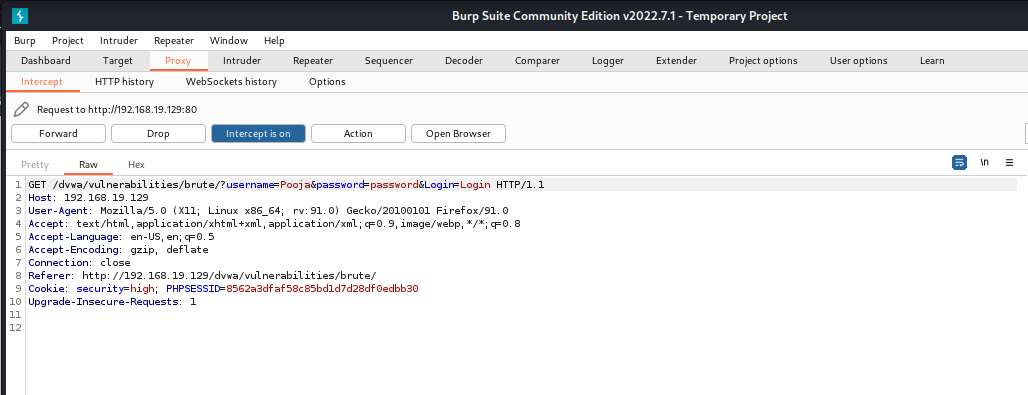 Burp Suite Community Edition v2022.7.1 - Temporary Project
Burp Project Intruder Repeater Window Help
Dashboard Target Proxy Intruder Repeater Sequencer Decoder Comparer Logger Extender Project options User options Learn
Intercept HTTP history WebSockets history Options
Request to http://192.168.19.129:80
Forward Drop Intercept is on Action Open Browser
Pretty Raw Hex \n
1 GET /dvwa/vulnerabilities/brute/?username=Pooja&password=password&Login=Login HTTP/1.1
2 Host: 192.168.19.129
3 User-Agent: Mozilla/5.0 (X11; Linux x86_64; rv:91.0) Gecko/20100101 Firefox/91.0
4 Accept: text/html,application/xhtml+xml,application/xml;q=0.9,image/webp,*/*;q=0.8
5 Accept-Language: en-US,en;q=0.5
6 Accept-Encoding: gzip, deflate
7 Connection: close
8 Referer: http://192.168.19.129/dvwa/vulnerabilities/brute/
9 Cookie: security=high; PHPSESSID=8562a3dfaf58c85bd1d7d28df0edbb30
10 Upgrade-Insecure-Requests: 1
11
12